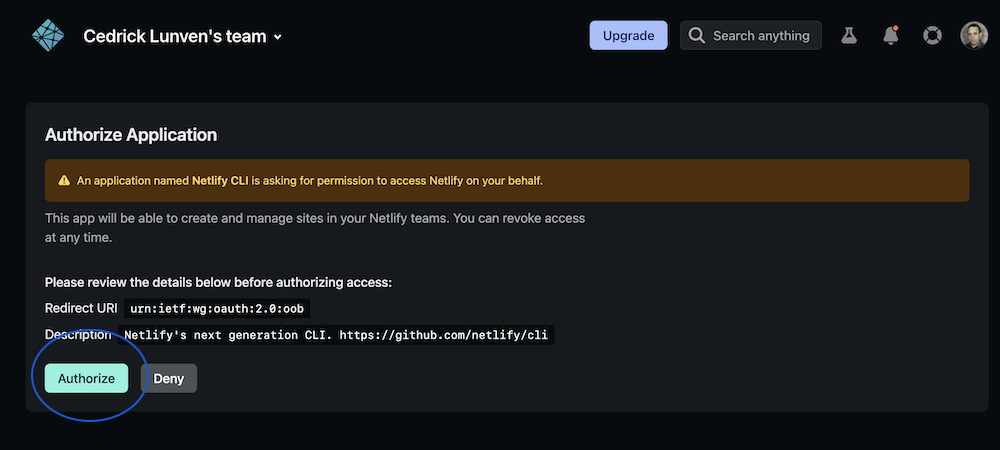 Cedrick Lunven's team
Upgrade
Search anything
Authorize Application
An application named Netlify CLI is asking for permission to access Netlify on your behalf.
This app will be able to create and manage sites in your Netlify teams. You can revoke access
at any time.
Please review the details below before authorizing access:
Redirect URI urn:ietf:wg:oauth:2.0:oob
Description Netlify's next generation CLI. https://github.com/netlify/cli
Authorize Deny